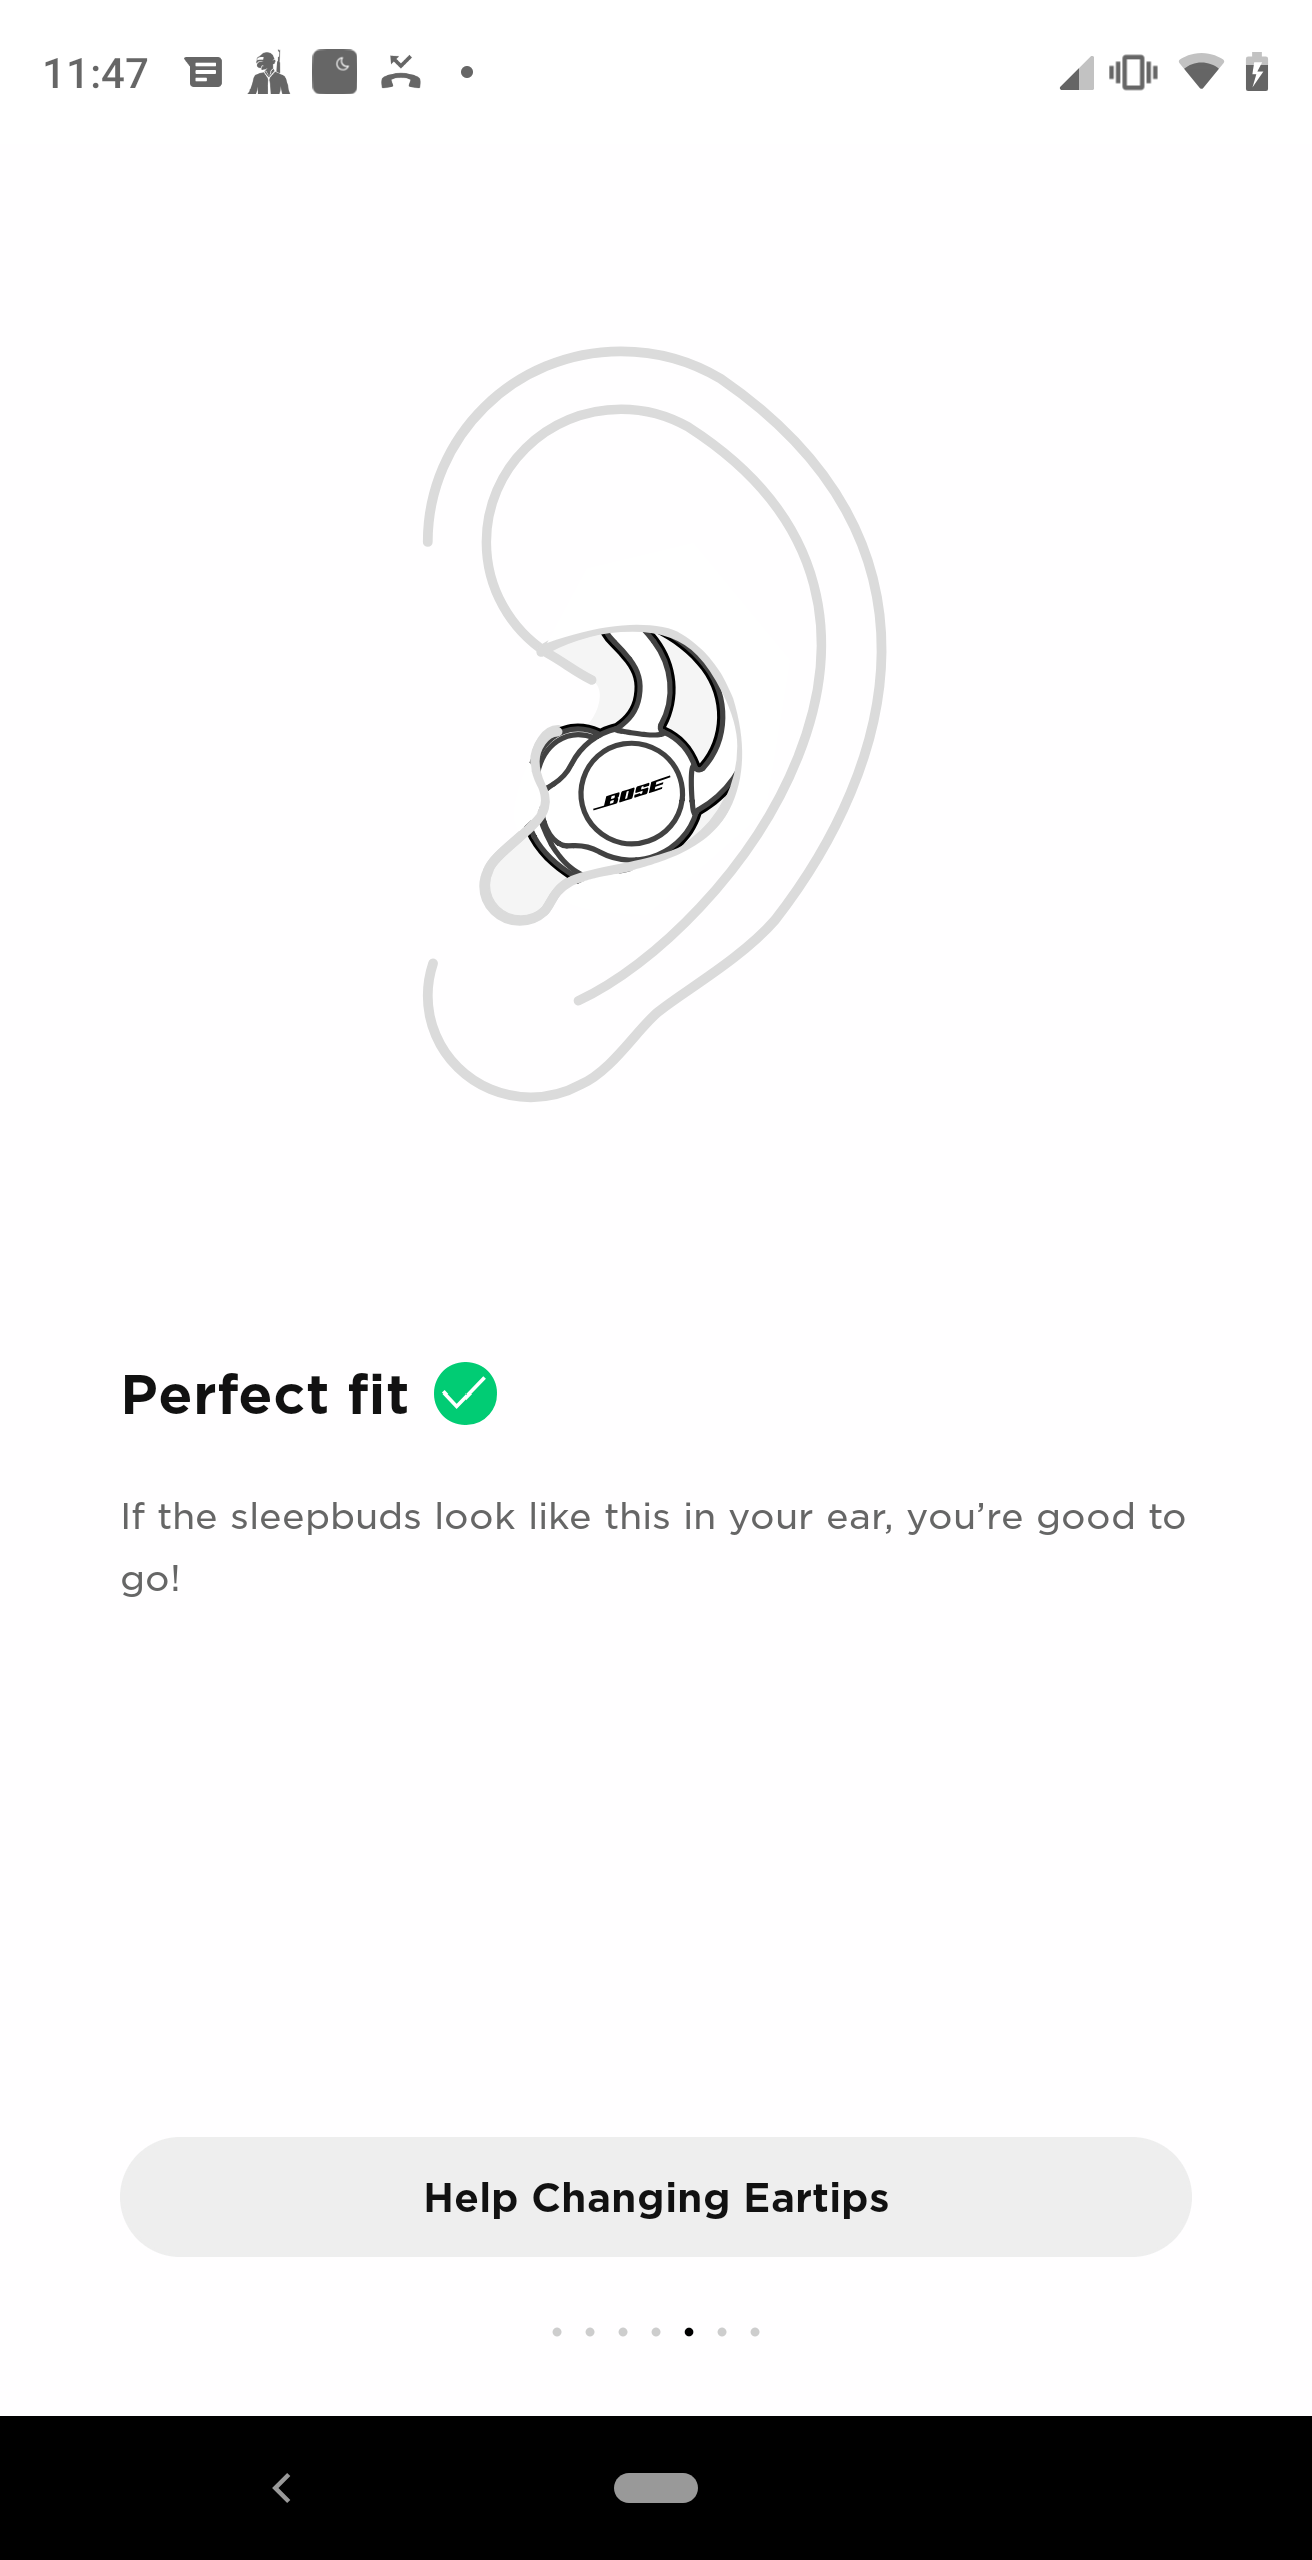 11:47
BOSE
Perfect fit
If the sleepbuds look like this in your ear, you’re good to
go!
Help Changing Eartips